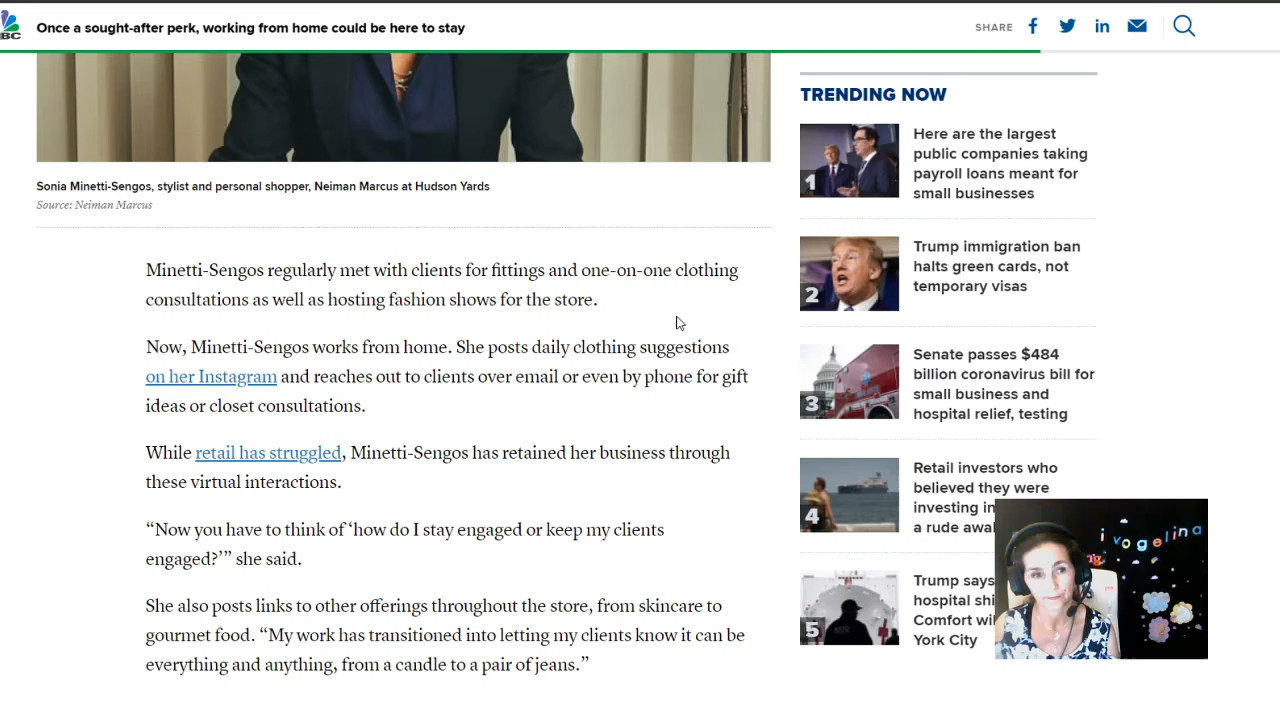 BC
Once a sought-after perk, working from home could be here to stay
SHARE
Sonia Minetti-Sengos, stylist and personal shopper, Neiman Marcus at Hudson Yards
Source: Neiman Marcus
Minetti-Sengos regularly met with clients for fittings and one-on-one clothing
consultations as well as hosting fashion shows for the store.
Now, Minetti-Sengos works from home. She posts daily clothing suggestions
on her Instagram and reaches out to clients over email or even by phone for gift
ideas or closet consultations.
While retail has struggled, Minetti-Sengos has retained her business through
these virtual interactions.
“Now you have to think of ‘how do I stay engaged or keep my clients
engaged?’” she said.
She also posts links to other offerings throughout the store, from skincare to
gourmet food. “My work has transitioned into letting my clients know it can be
everything and anything, from a candle to a pair of jeans.”
TRENDING NOW
1
Here are the largest
public companies taking
payroll loans meant for
small businesses
2
Trump immigration ban
halts green cards, not
temporary visas
3
Senate passes $484
billion coronavirus bill for
small business and
hospital relief, testing
4
Retail investors who
believed they were
investing in
a rude awa
5
Trump says
hospital shi
Comfort wi
York City
ivogelina